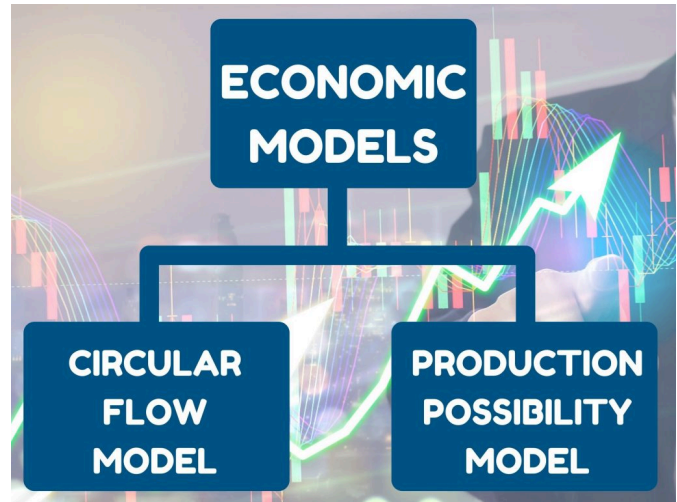 ECONOMIC
MODELS
CIRCULAR
FLOW
MODEL
PRODUCTION
POSSIBILITY
MODEL